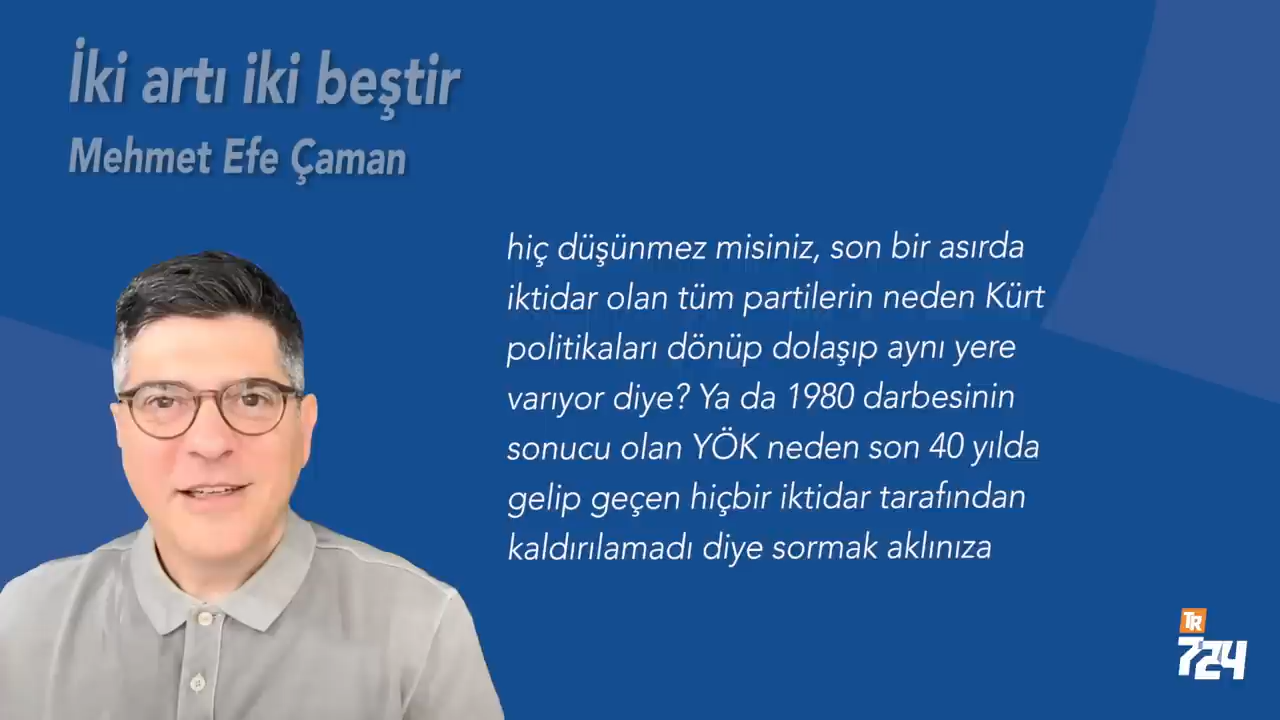 İki artı iki beştir
Mehmet Efe Çaman
hiç düşünmez misiniz, son bir asırda
iktidar olan tüm partilerin neden Kürt
politikaları dönüp dolaşıp aynı yere
varıyor diye? Ya da 1980 darbesinin
sonucu olan YÖK neden son 40 yılda
gelip geçen hiçbir iktidar tarafından
kaldırılamadı diye sormak aklınıza
TR
724